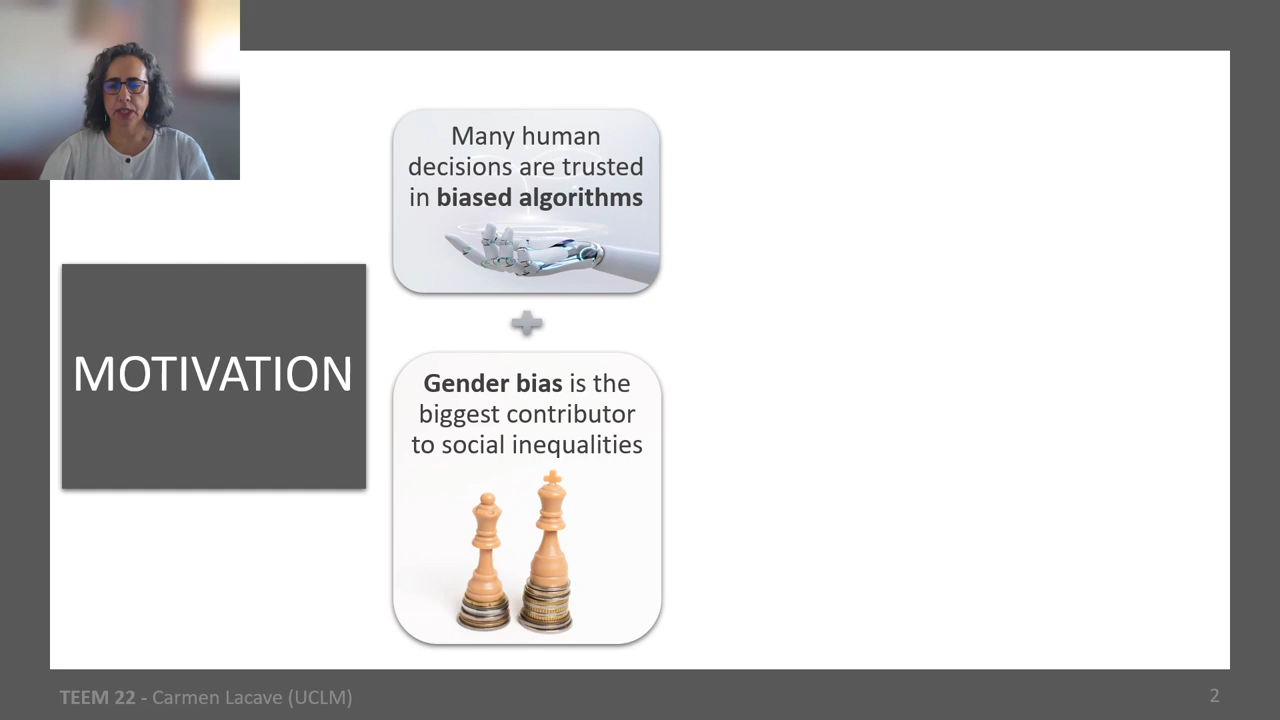 Many human
decisions are trusted
in biased algorithms
MOTIVATION
Gender bias is the
biggest contributor
to social inequalities
TEEM 22 - Carmen Lacave (UCLM)
2